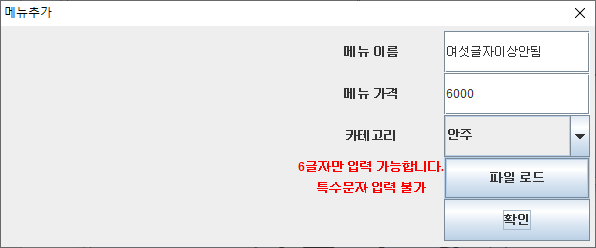 메뉴추가
메뉴 이름
여섯글자이상안됨
메뉴 가격
6000
카테고리
안주
6글자만 입력 가능합니다.
특수문자 입력 불가
파일 로드
확인